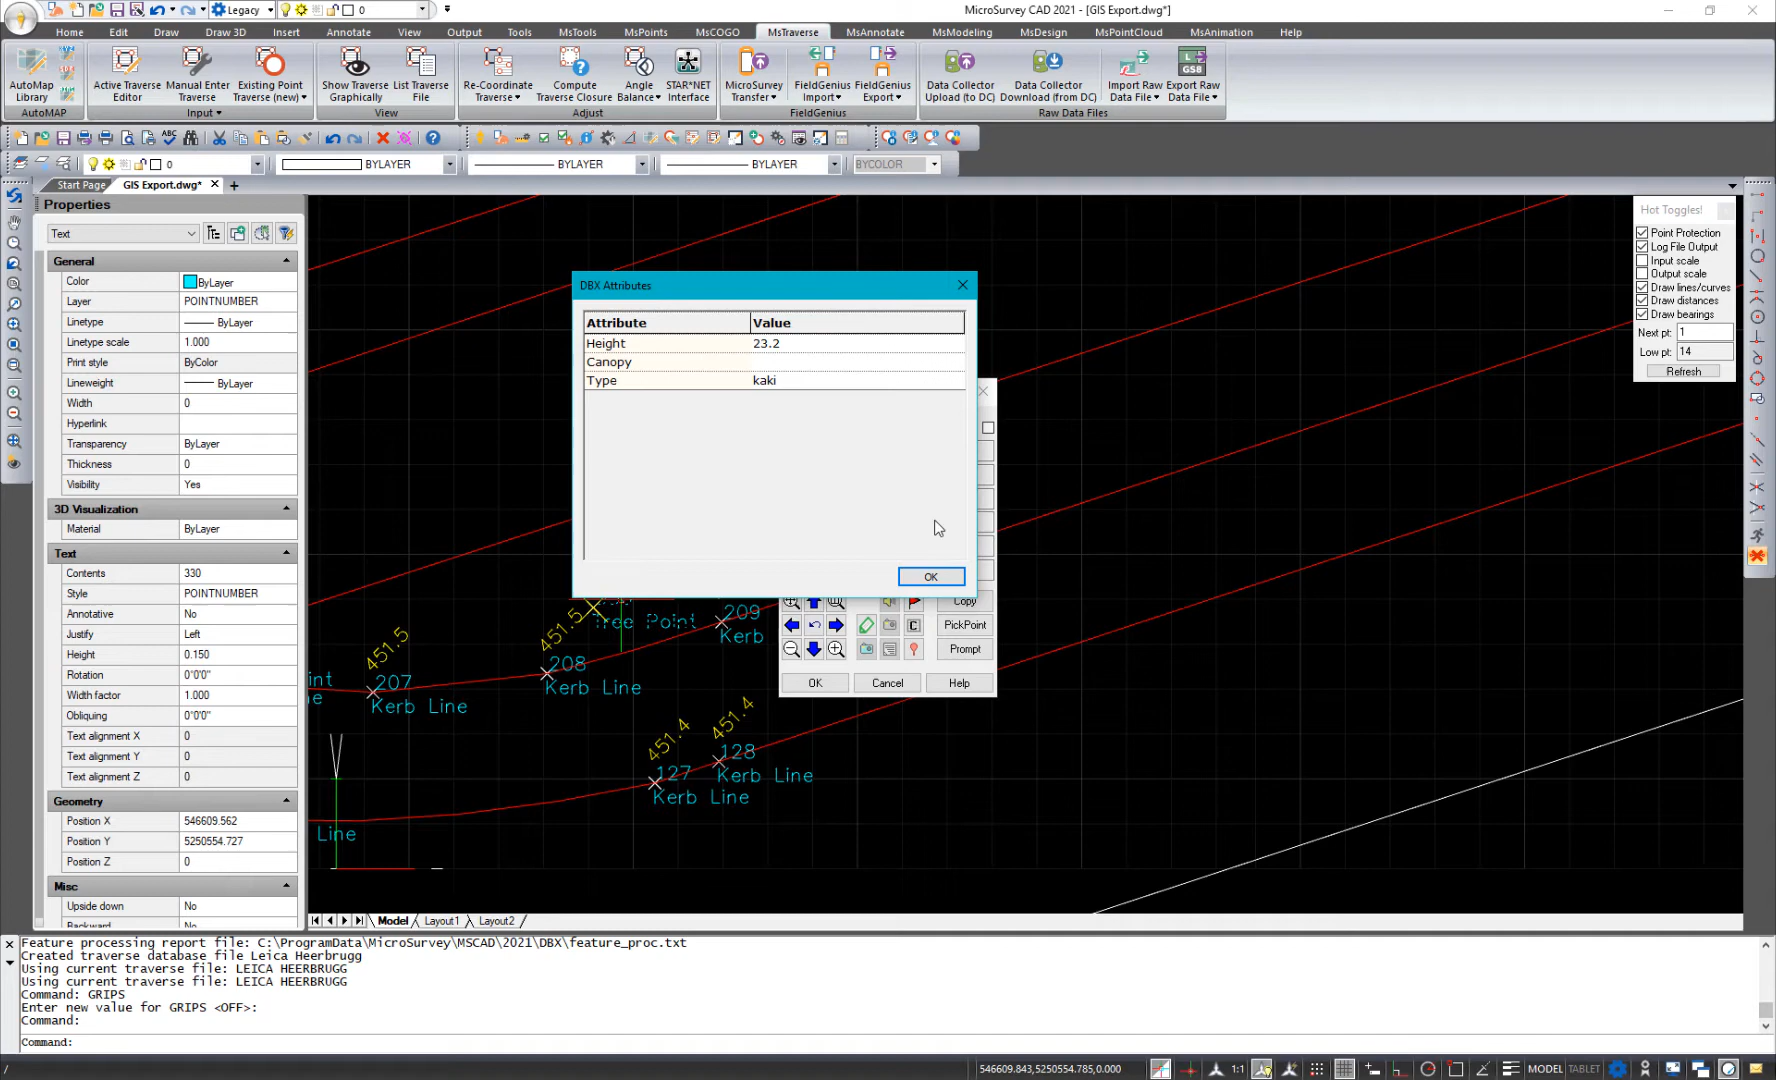 Legacy
0
MicroSurvey CAD 2021 - [GIS Export.dwg*]
Home Edit Draw Draw 3D Insert Annotate View Output Tools MsTools MsPoints MsCOGO MsTraverse MsAnnotate MsModeling MsDesign MsPointCloud MsAnimation Help
AutoMap Library
Active Traverse Editor
Manual Enter Traverse
Existing Point Traverse (new)
Show Traverse Graphically
List Traverse File
Re-Coordinate Traverse
Compute Traverse Closure
Angle Balance
STAR*NET Interface
MicroSurvey Transfer
FieldGenius Import
FieldGenius Export
Data Collector Upload (to DC)
Data Collector Download (from DC)
Import Raw Data File
Export Raw Data File
AutoMAP Input View Adjust FieldGenius Raw Data Files
0 BYLAYER BYLAYER BYLAYER BYCOLOR
Start Page GIS Export.dwg*
Properties
Text
General
Color ByLayer
Layer POINTNUMBER
Linetype ByLayer
Linetype scale 1.000
Print style ByColor
Lineweight ByLayer
Width 0
Hyperlink
Transparency ByLayer
Thickness 0
Visibility Yes
3D Visualization
Material ByLayer
Text
Contents 330
Style POINTNUMBER
Annotative No
Justify Left
Height 0.150
Rotation 0°0'0"
Width factor 1.000
Obliquing 0°0'0"
Text alignment X 0
Text alignment Y 0
Text alignment Z 0
Geometry
Position X 546609.562
Position Y 5250554.727
Position Z 0
Misc
Upside down No
Backward No
DBX Attributes
Attribute Value
Height 23.2
Canopy
Type kaki
OK
Copy
PickPoint
Prompt
OK Cancel Help
Hot Toggles!
Point Protection
Log File Output
Input scale
Output scale
Draw lines/curves
Draw distances
Draw bearings
Next pt: 1
Low pt: 14
Refresh
451.5
207
Kerb Line
451.5
208
Kerb Line
Tree Point
209
Kerb
451.4
127
Kerb Line
451.4
128
Kerb Line
Line
Model Layout1 Layout2
Feature processing report file: C:\ProgramData\MicroSurvey\MSCAD\2021\DBX\feature_proc.txt
Created traverse database file Leica Heerbrugg
Using current traverse file: LEICA HEERBRUGG
Using current traverse file: LEICA HEERBRUGG
Command: GRIPS
Enter new value for GRIPS <OFF>:
Command:
Command:
/
546609.843,5250554.785,0.000
1:1
MODEL TABLET